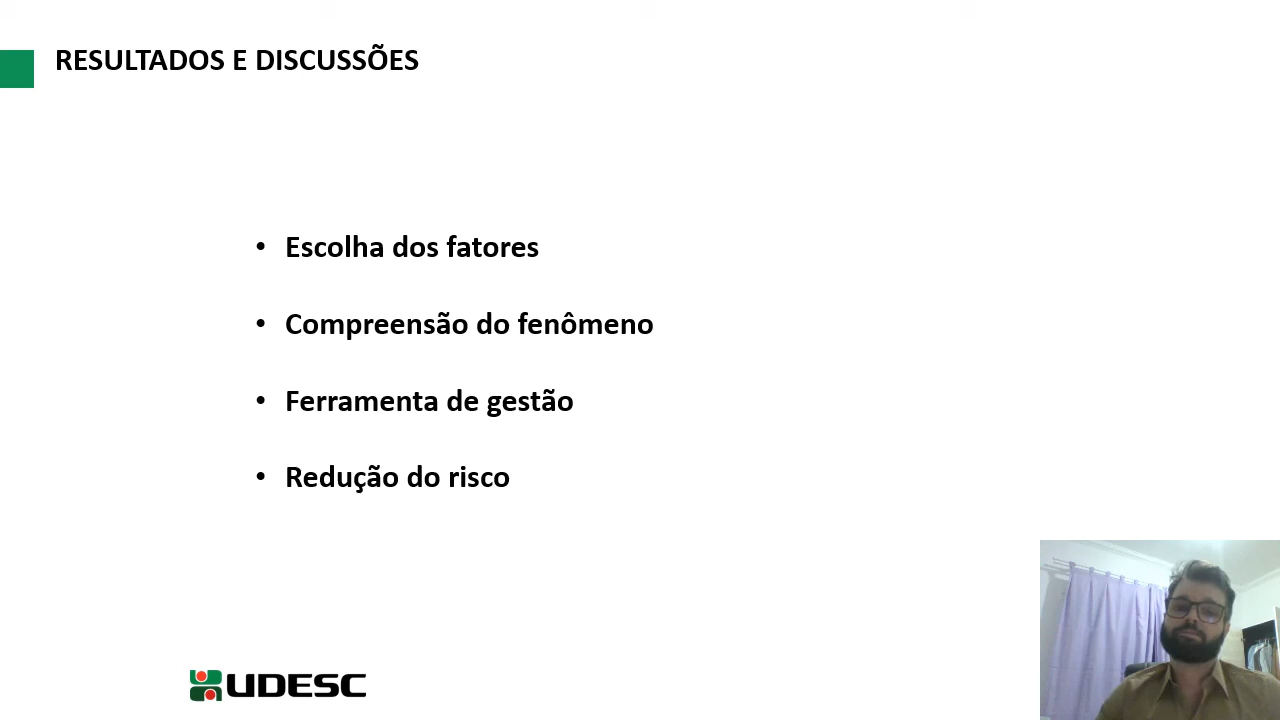 RESULTADOS E DISCUSSÕES
• Escolha dos fatores
• Compreensão do fenômeno
• Ferramenta de gestão
• Redução do risco
UDESC